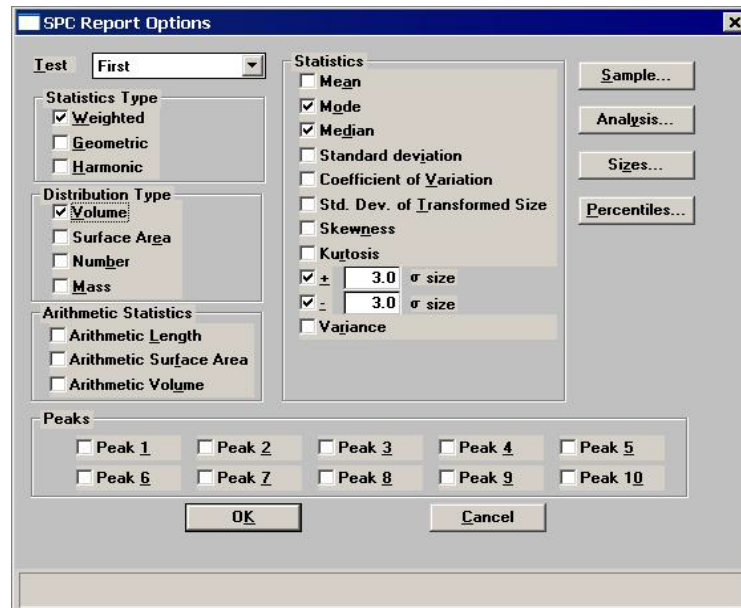 SPC Report Options
Test First
Statistics Type
Weighted
Geometric
Harmonic
Distribution Type
Volume
Surface Area
Number
Mass
Arithmetic Statistics
Arithmetic Length
Arithmetic Surface Area
Arithmetic Volume
Statistics
Mean
Mode
Median
Standard deviation
Coefficient of Variation
Std. Dev. of Transformed Size
Skewness
Kurtosis
+ 3.0 σ size
- 3.0 σ size
Variance
Sample...
Analysis...
Sizes...
Percentiles...
Peaks
Peak 1 Peak 2 Peak 3 Peak 4 Peak 5
Peak 6 Peak 7 Peak 8 Peak 9 Peak 10
OK Cancel